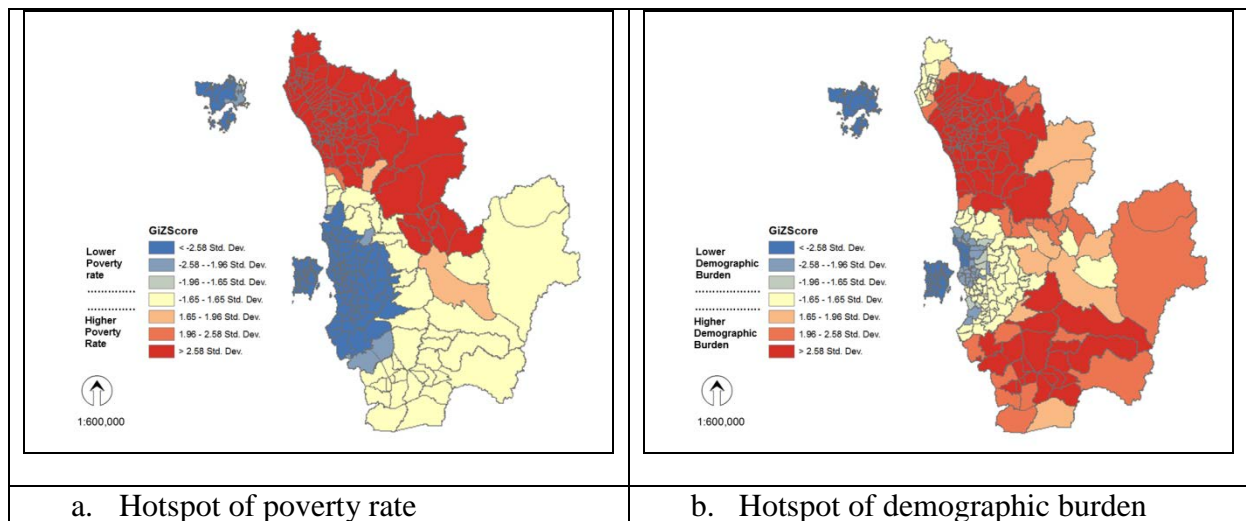 GiZScore
Lower
Poverty
rate
..............
Higher
Poverty
Rate
< -2.58 Std. Dev.
-2.58 - -1.96 Std. Dev.
-1.96 - -1.65 Std. Dev.
-1.65 - 1.65 Std. Dev.
1.65 - 1.96 Std. Dev.
1.96 - 2.58 Std. Dev.
> 2.58 Std. Dev.
1:600,000
a. Hotspot of poverty rate
GiZScore
Lower
Demographic
Burden
..............
Higher
Demographic
Burden
< -2.58 Std. Dev.
-2.58 - -1.96 Std. Dev.
-1.96 - -1.65 Std. Dev.
-1.65 - 1.65 Std. Dev.
1.65 - 1.96 Std. Dev.
1.96 - 2.58 Std. Dev.
> 2.58 Std. Dev.
1:600,000
b. Hotspot of demographic burden